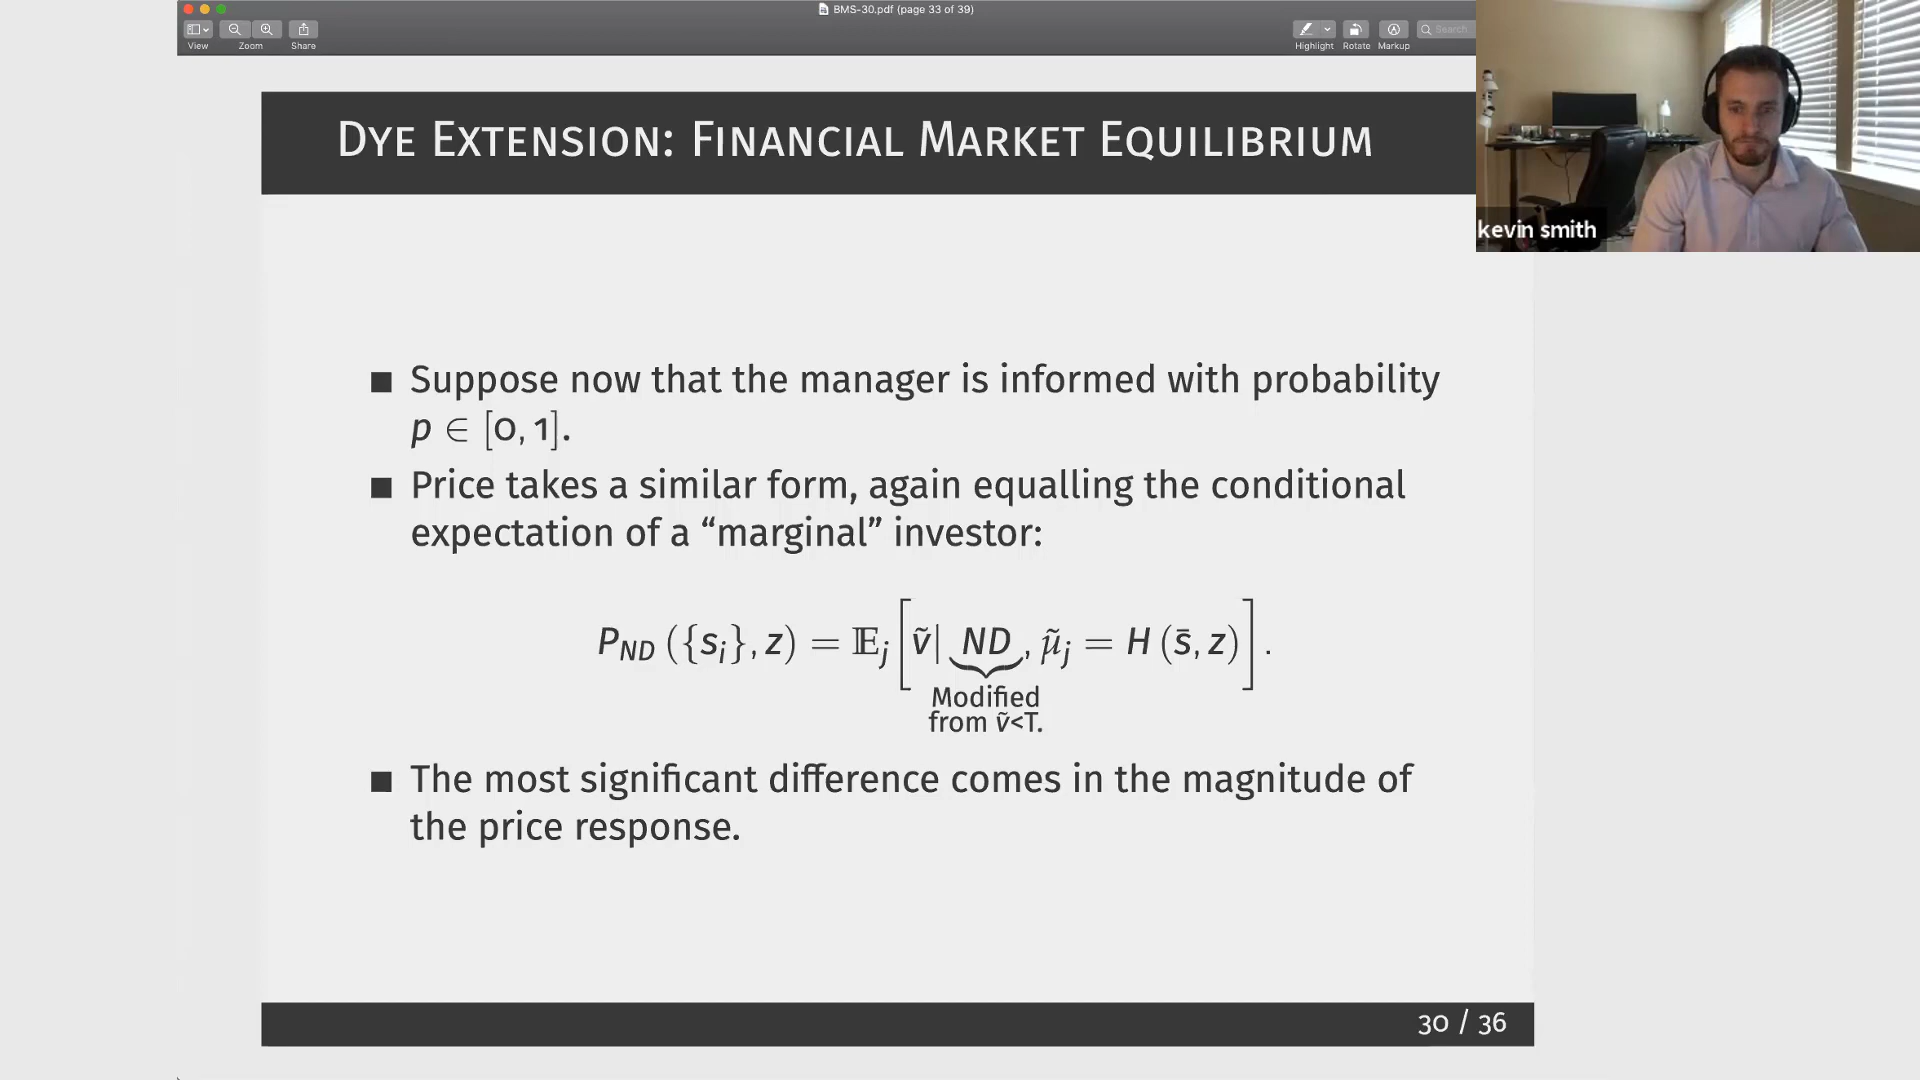 BMS-30.pdf (page 33 of 39)
View Zoom Share Highlight Rotate Markup Search
kevin smith
DYE EXTENSION: FINANCIAL MARKET EQUILIBRIUM
■ Suppose now that the manager is informed with probability
p ∈ [0, 1].
■ Price takes a similar form, again equalling the conditional
expectation of a “marginal” investor:
P_ND ({s_i}, z) = 𝔼_j [ṽ| ND, μ̃_j = H (s̄, z)].
Modified
from ṽ<T.
■ The most significant difference comes in the magnitude of
the price response.
30 / 36